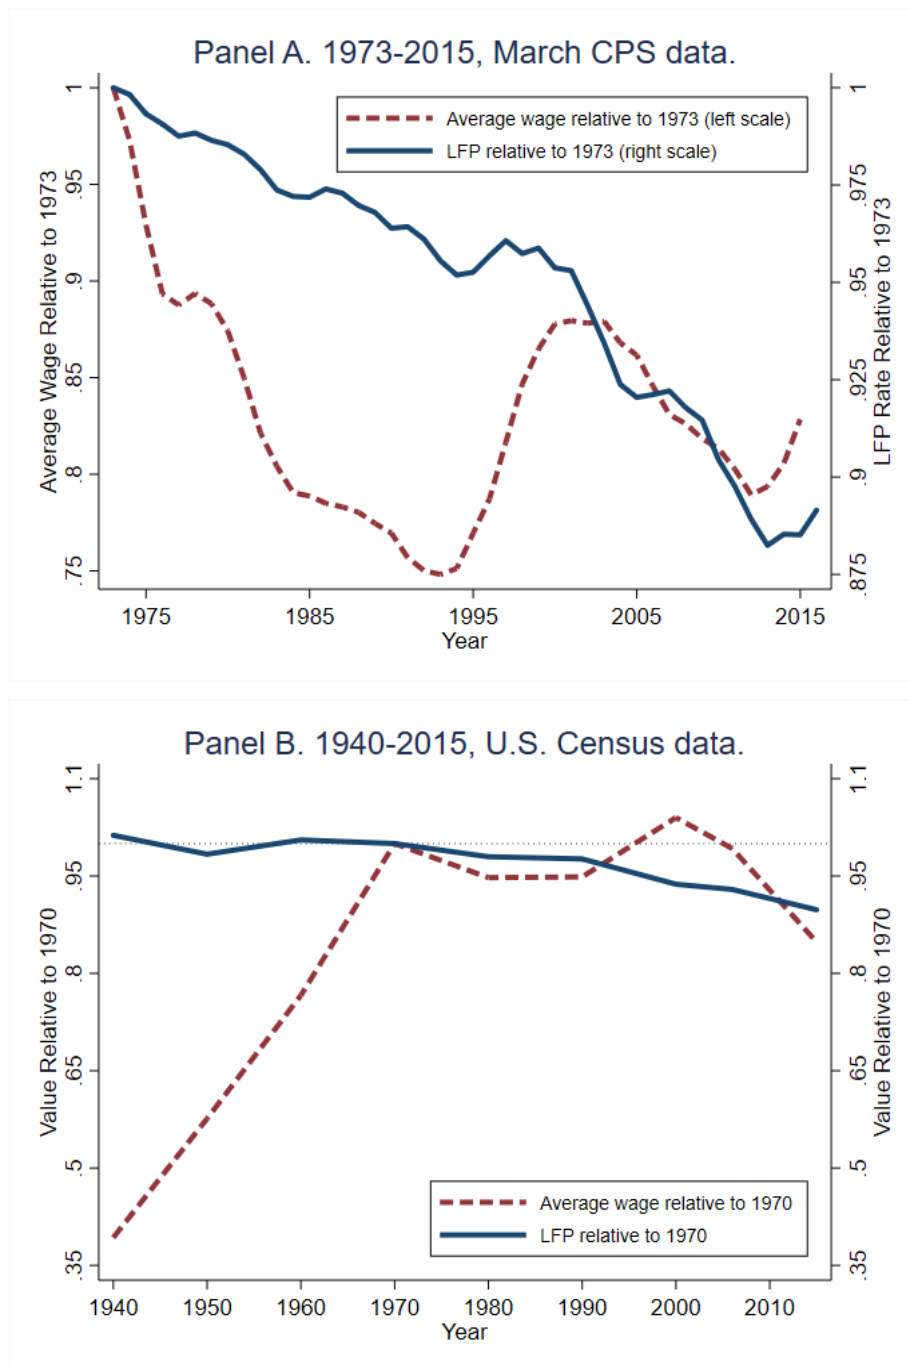 Panel A. 1973-2015, March CPS data.
Average wage relative to 1973 (left scale)
LFP relative to 1973 (right scale)
Average Wage Relative to 1973
1
.95
.9
.85
.8
.75
LFP Rate Relative to 1973
1
.975
.95
.925
.9
.875
1975 1985 1995 2005 2015
Year
Panel B. 1940-2015, U.S. Census data.
Value Relative to 1970
1.1
.95
.8
.65
.5
.35
Value Relative to 1970
1.1
.95
.8
.65
.5
.35
Average wage relative to 1970
LFP relative to 1970
1940 1950 1960 1970 1980 1990 2000 2010
Year